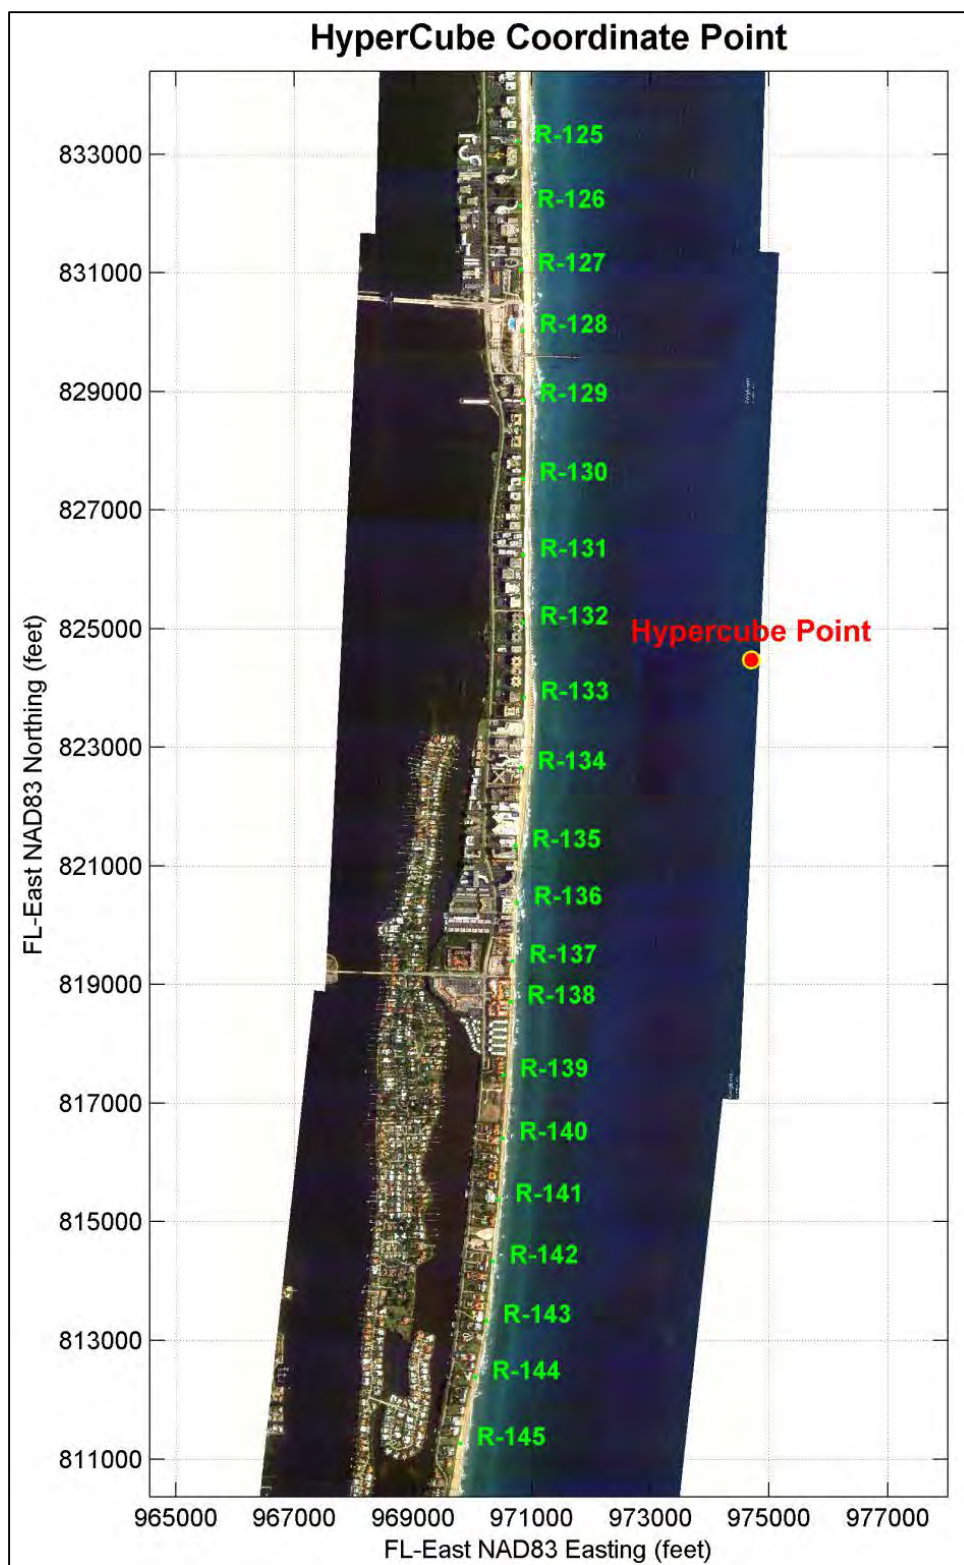 HyperCube Coordinate Point
833000
831000
829000
827000
825000
823000
821000
819000
817000
815000
813000
811000
FL-East NAD83 Northing (feet)
R-125
R-126
R-127
R-128
R-129
R-130
R-131
R-132
Hypercube Point
R-133
R-134
R-135
R-136
R-137
R-138
R-139
R-140
R-141
R-142
R-143
R-144
R-145
965000 967000 969000 971000 973000 975000 977000
FL-East NAD83 Easting (feet)